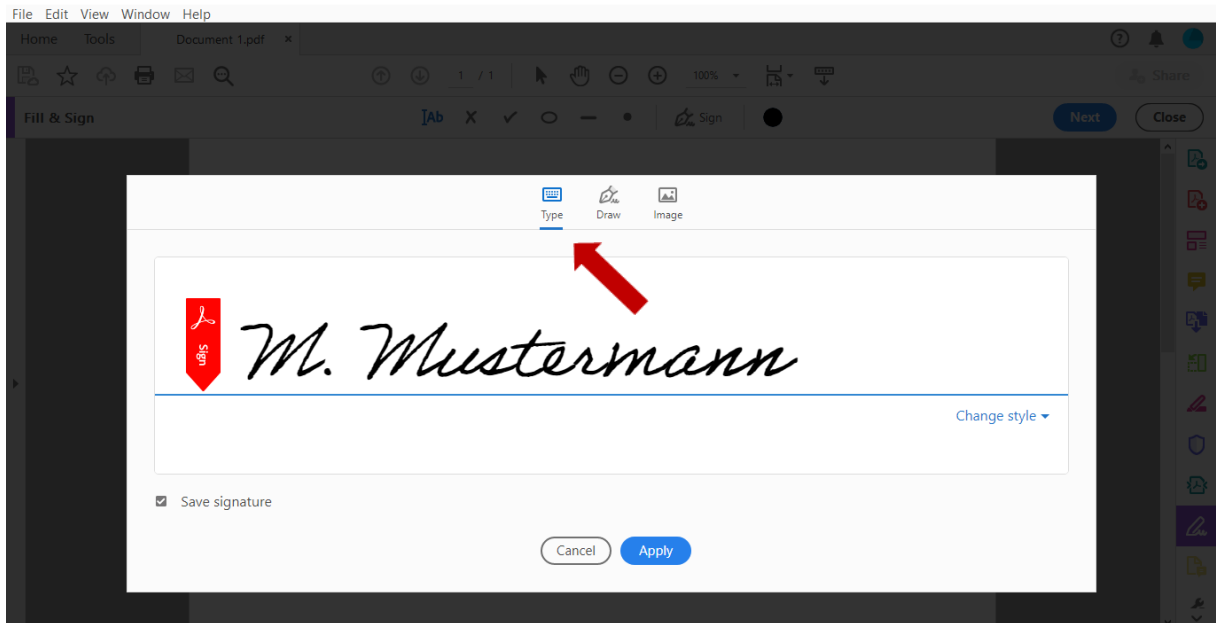 File Edit View Window Help
Home Tools Document 1.pdf ×
1 / 1 100% Share
Fill & Sign Ab X Sign Next Close
Type Draw Image
Sign
M. Mustermann
Change style
Save signature
Cancel Apply